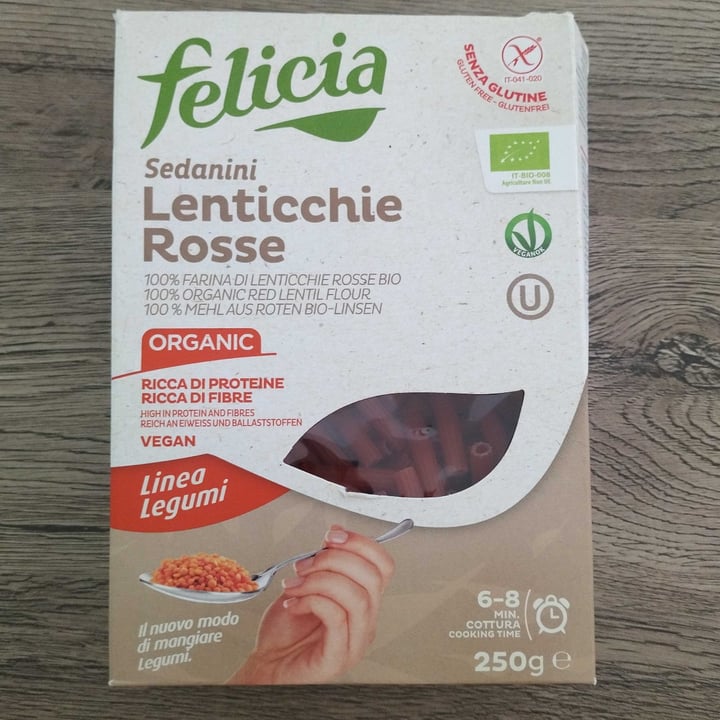 felicia
SENZA GLUTINE
GLUTEN FREE - GLUTENFREI
IT-041-020
IT-BIO-008
Agricoltura Non UE
VEGANOK
U
Sedanini
Lenticchie
Rosse
100% FARINA DI LENTICCHIE ROSSE BIO
100% ORGANIC RED LENTIL FLOUR
100 % MEHL AUS ROTEN BIO-LINSEN
ORGANIC
RICCA DI PROTEINE
RICCA DI FIBRE
HIGH IN PROTEIN AND FIBRES
REICH AN EIWEISS UND BALLASTSTOFFEN
VEGAN
Linea
Legumi
Il nuovo modo
di mangiare
Legumi.
6-8
MIN.
COTTURA
COOKING TIME
250g e